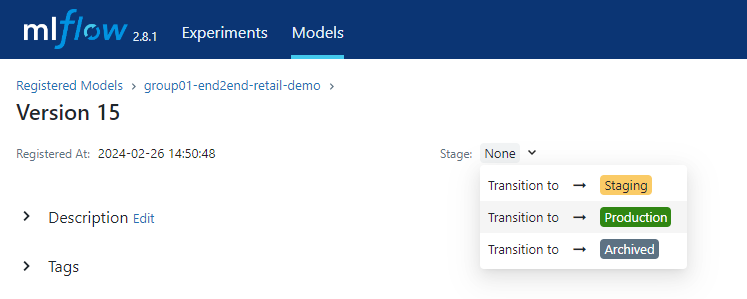 mlflow 2.8.1 Experiments Models
Registered Models > group01-end2end-retail-demo >
Version 15
Registered At: 2024-02-26 14:50:48 Stage: None
Transition to → Staging
Description Edit Transition to → Production
Transition to → Archived
Tags